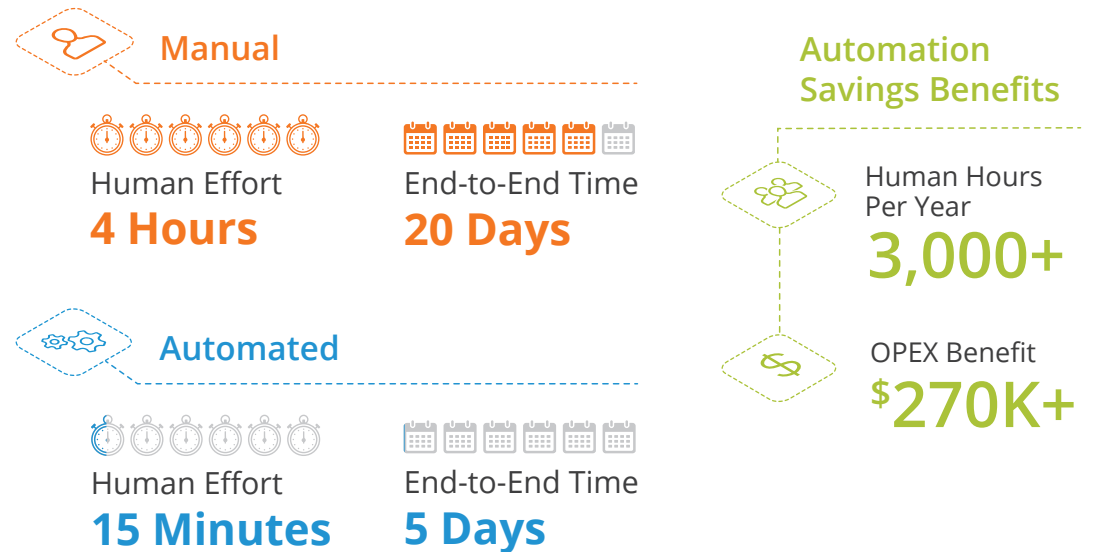 Manual
Human Effort
4 Hours
End-to-End Time
20 Days
Automated
Human Effort
15 Minutes
End-to-End Time
5 Days
Automation
Savings Benefits
Human Hours
Per Year
3,000+
OPEX Benefit
$270K+